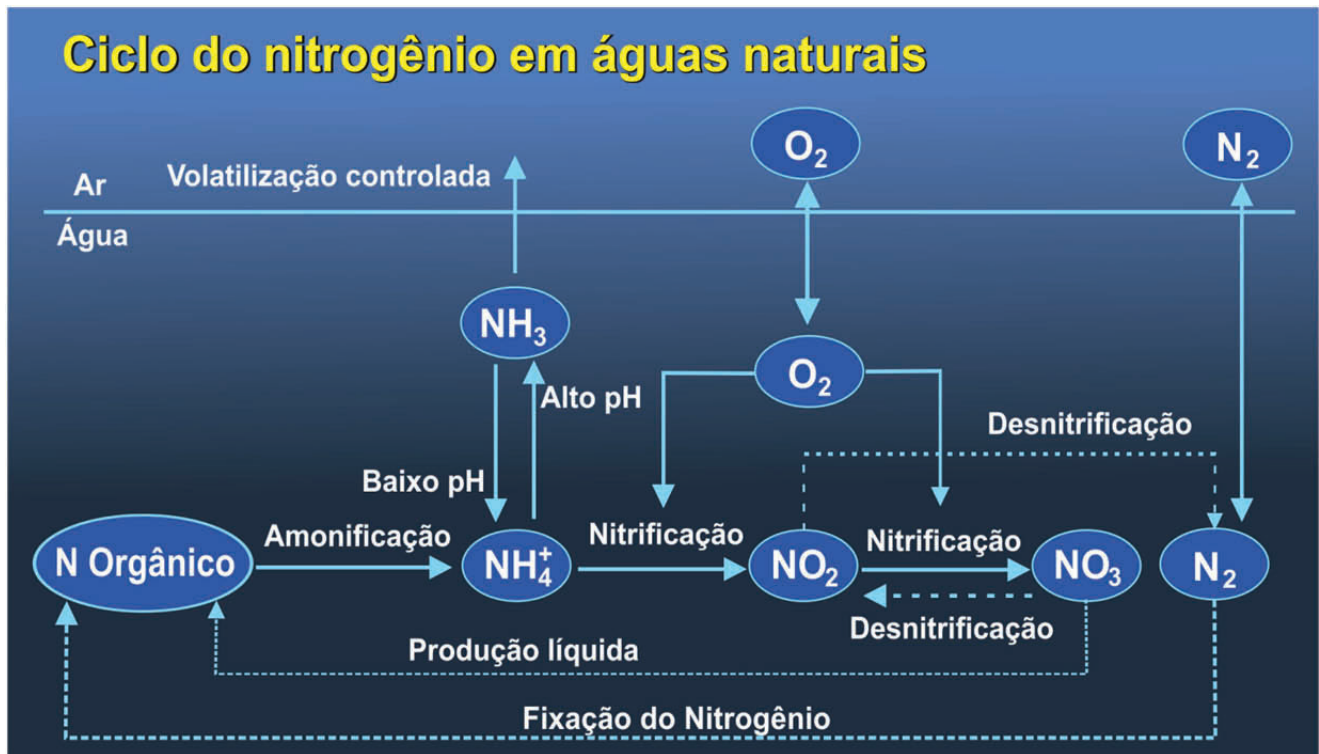 Ciclo do nitrogênio em águas naturais
O₂
N₂
Ar
Volatilização controlada
Água
NH₃
O₂
Alto pH
Desnitrificação
Baixo pH
N Orgânico
Amonificação
NH₄⁺
Nitrificação
NO₂
Nitrificação
NO₃
N₂
Desnitrificação
Produção líquida
Fixação do Nitrogênio